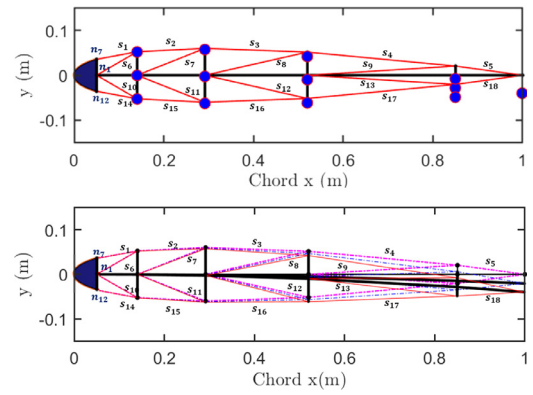 0.1
0
-0.1
y (m)
n7 s1 s2 s3 s4
n1 s6 s7 s8 s9 s5
n12 s10 s11 s12 s13 s18
s14 s15 s16 s17
0 0.2 0.4 0.6 0.8 1
Chord x (m)
0.1
0
-0.1
y (m)
n7 s1 s2 s3 s4
n1 s6 s7 s8 s9 s5
n12 s10 s11 s12 s13 s18
s14 s15 s16 s17
0 0.2 0.4 0.6 0.8 1
Chord x(m)